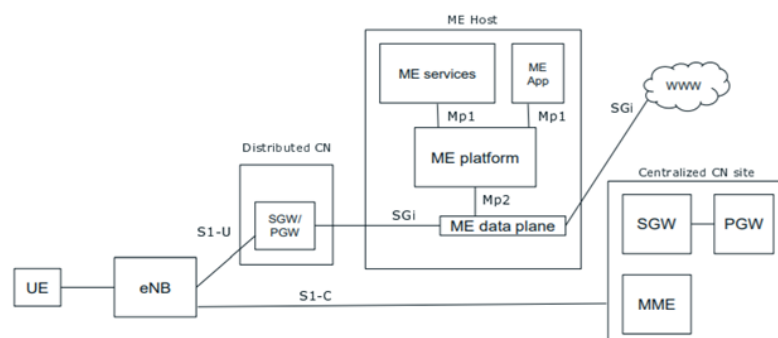 ME Host
ME services
ME
App
WWW
SGi
Mp1
Mp1
Distributed CN
ME platform
Centralized CN site
Mp2
SGW/
PGW
S1-U
SGi
ME data plane
SGW
PGW
UE
eNB
S1-C
MME